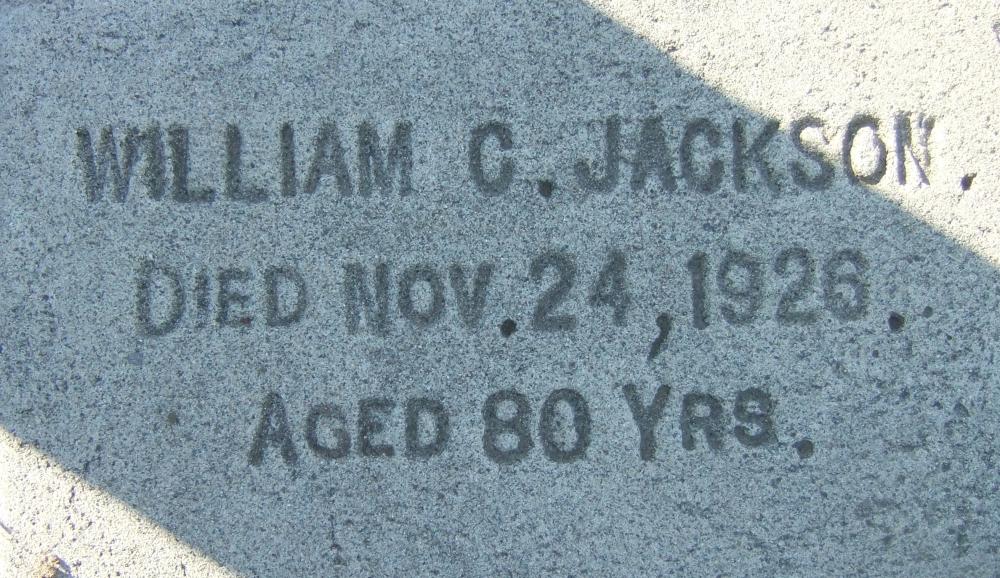 WILLIAM C. JACKSON.
DIED NOV. 24, 1926.
AGED 80 YRS.